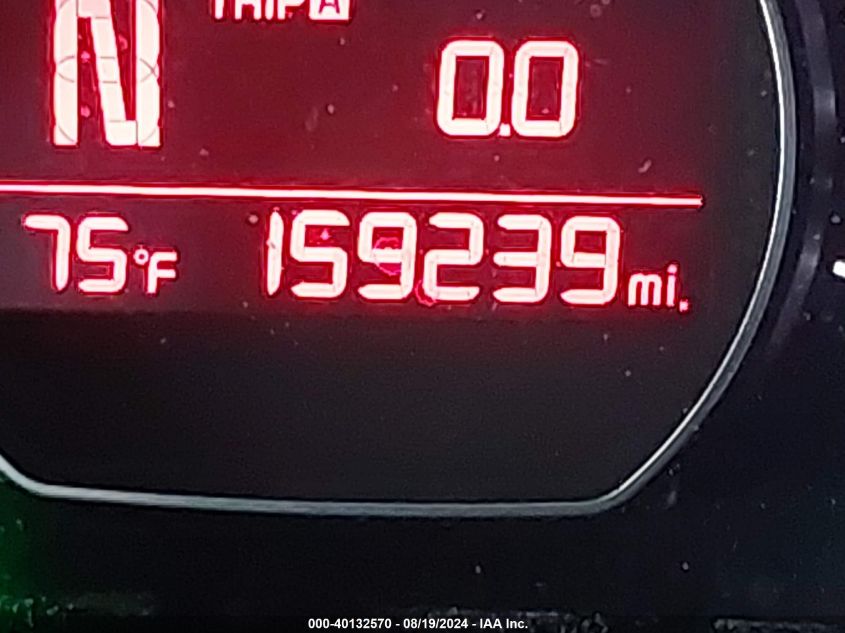 TRIP A
N
0.0
75°F 159239 mi.
000-40132570 - 08/19/2024 - IAA Inc.